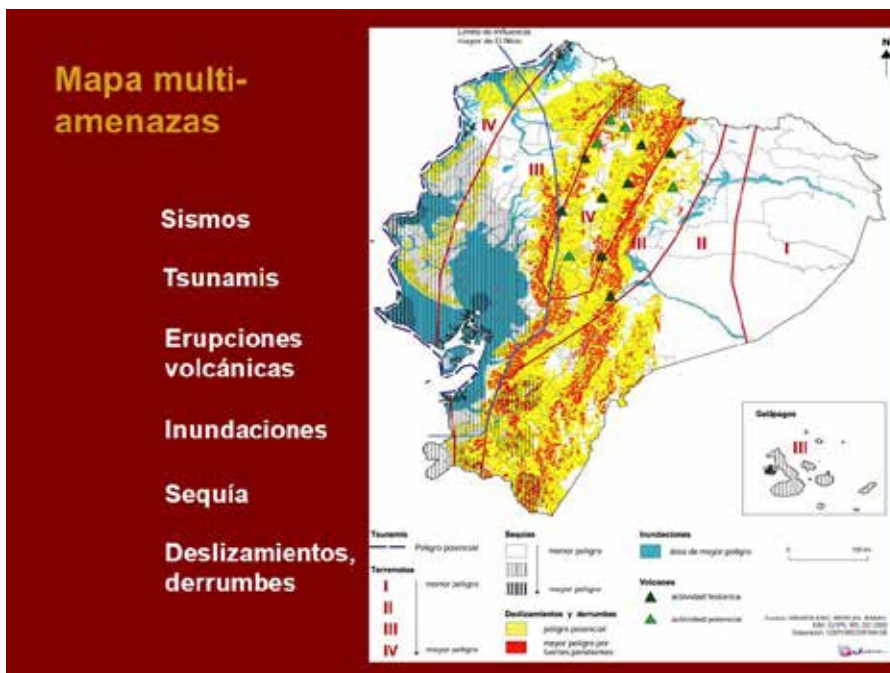 Mapa multi-
amenazas
Sismos
Tsunamis
Erupciones
volcánicas
Inundaciones
Sequía
Deslizamientos,
derrumbes
Límite de influencia
mayor de El Niño
N
IV
III
IV
III
II
I
Galápagos
III
Tsunamis
Peligro potencial
Terremotos
I
menor peligro
II
III
IV
mayor peligro
Sequías
menor peligro
mayor peligro
Deslizamientos y derrumbes
peligro potencial
mayor peligro por
fuertes pendientes
Inundaciones
área de mayor peligro
Volcanes
actividad histórica
actividad potencial
0